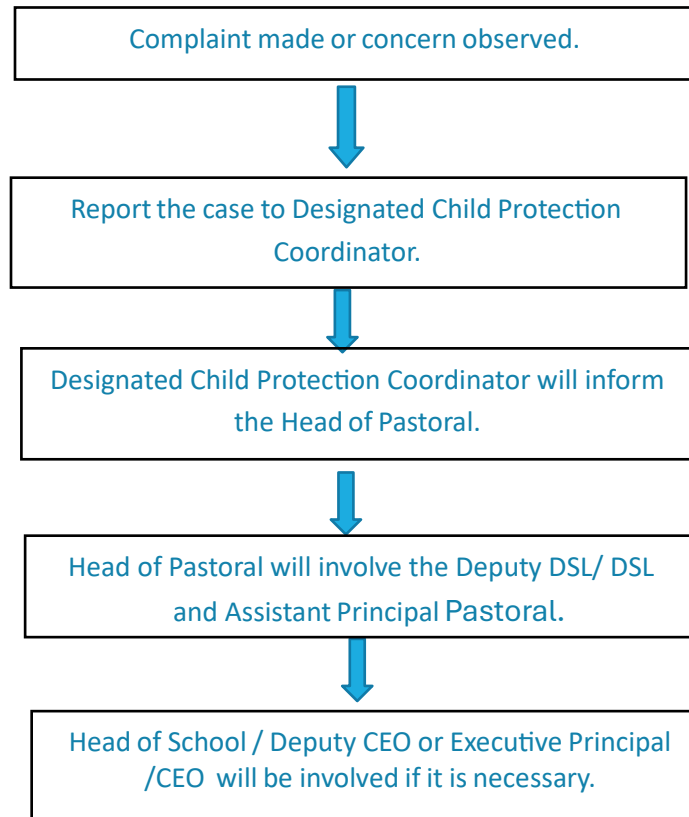 Complaint made or concern observed.
Report the case to Designated Child Protection
Coordinator.
Designated Child Protection Coordinator will inform
the Head of Pastoral.
Head of Pastoral will involve the Deputy DSL/ DSL
and Assistant Principal Pastoral.
Head of School / Deputy CEO or Executive Principal
/CEO will be involved if it is necessary.